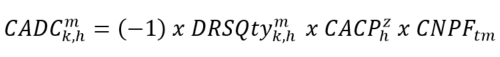 CADC^m_{k,h} = (−1) x DRSQty^m_{k,h} x CACP^z_h x CNPF_{tm}